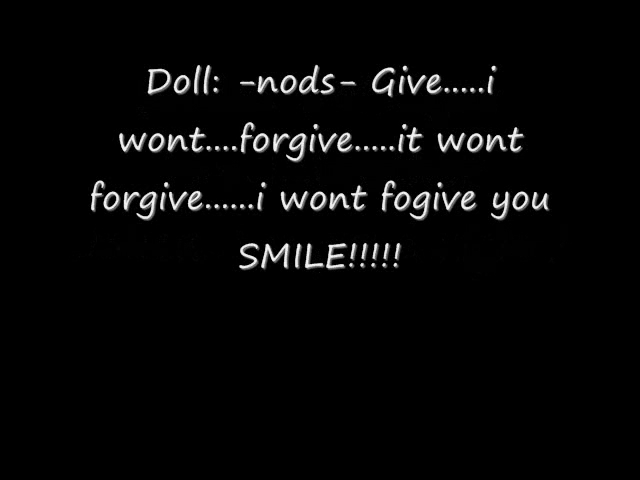 Doll: -nods- Give.....i
wont....forgive.....it wont
forgive......i wont fogive you
SMILE!!!!!